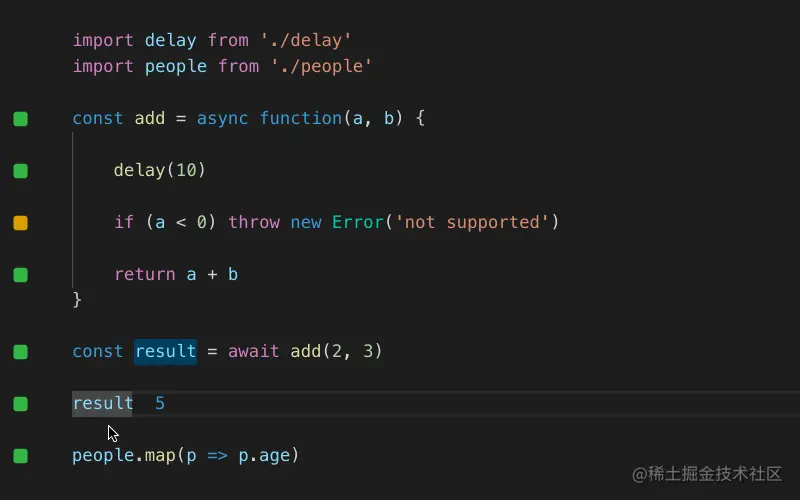 import delay from './delay'
import people from './people'
const add = async function(a, b) {
delay(10)
if (a < 0) throw new Error('not supported')
return a + b
}
const result = await add(2, 3)
result 5
people.map(p => p.age)
@稀土掘金技术社区